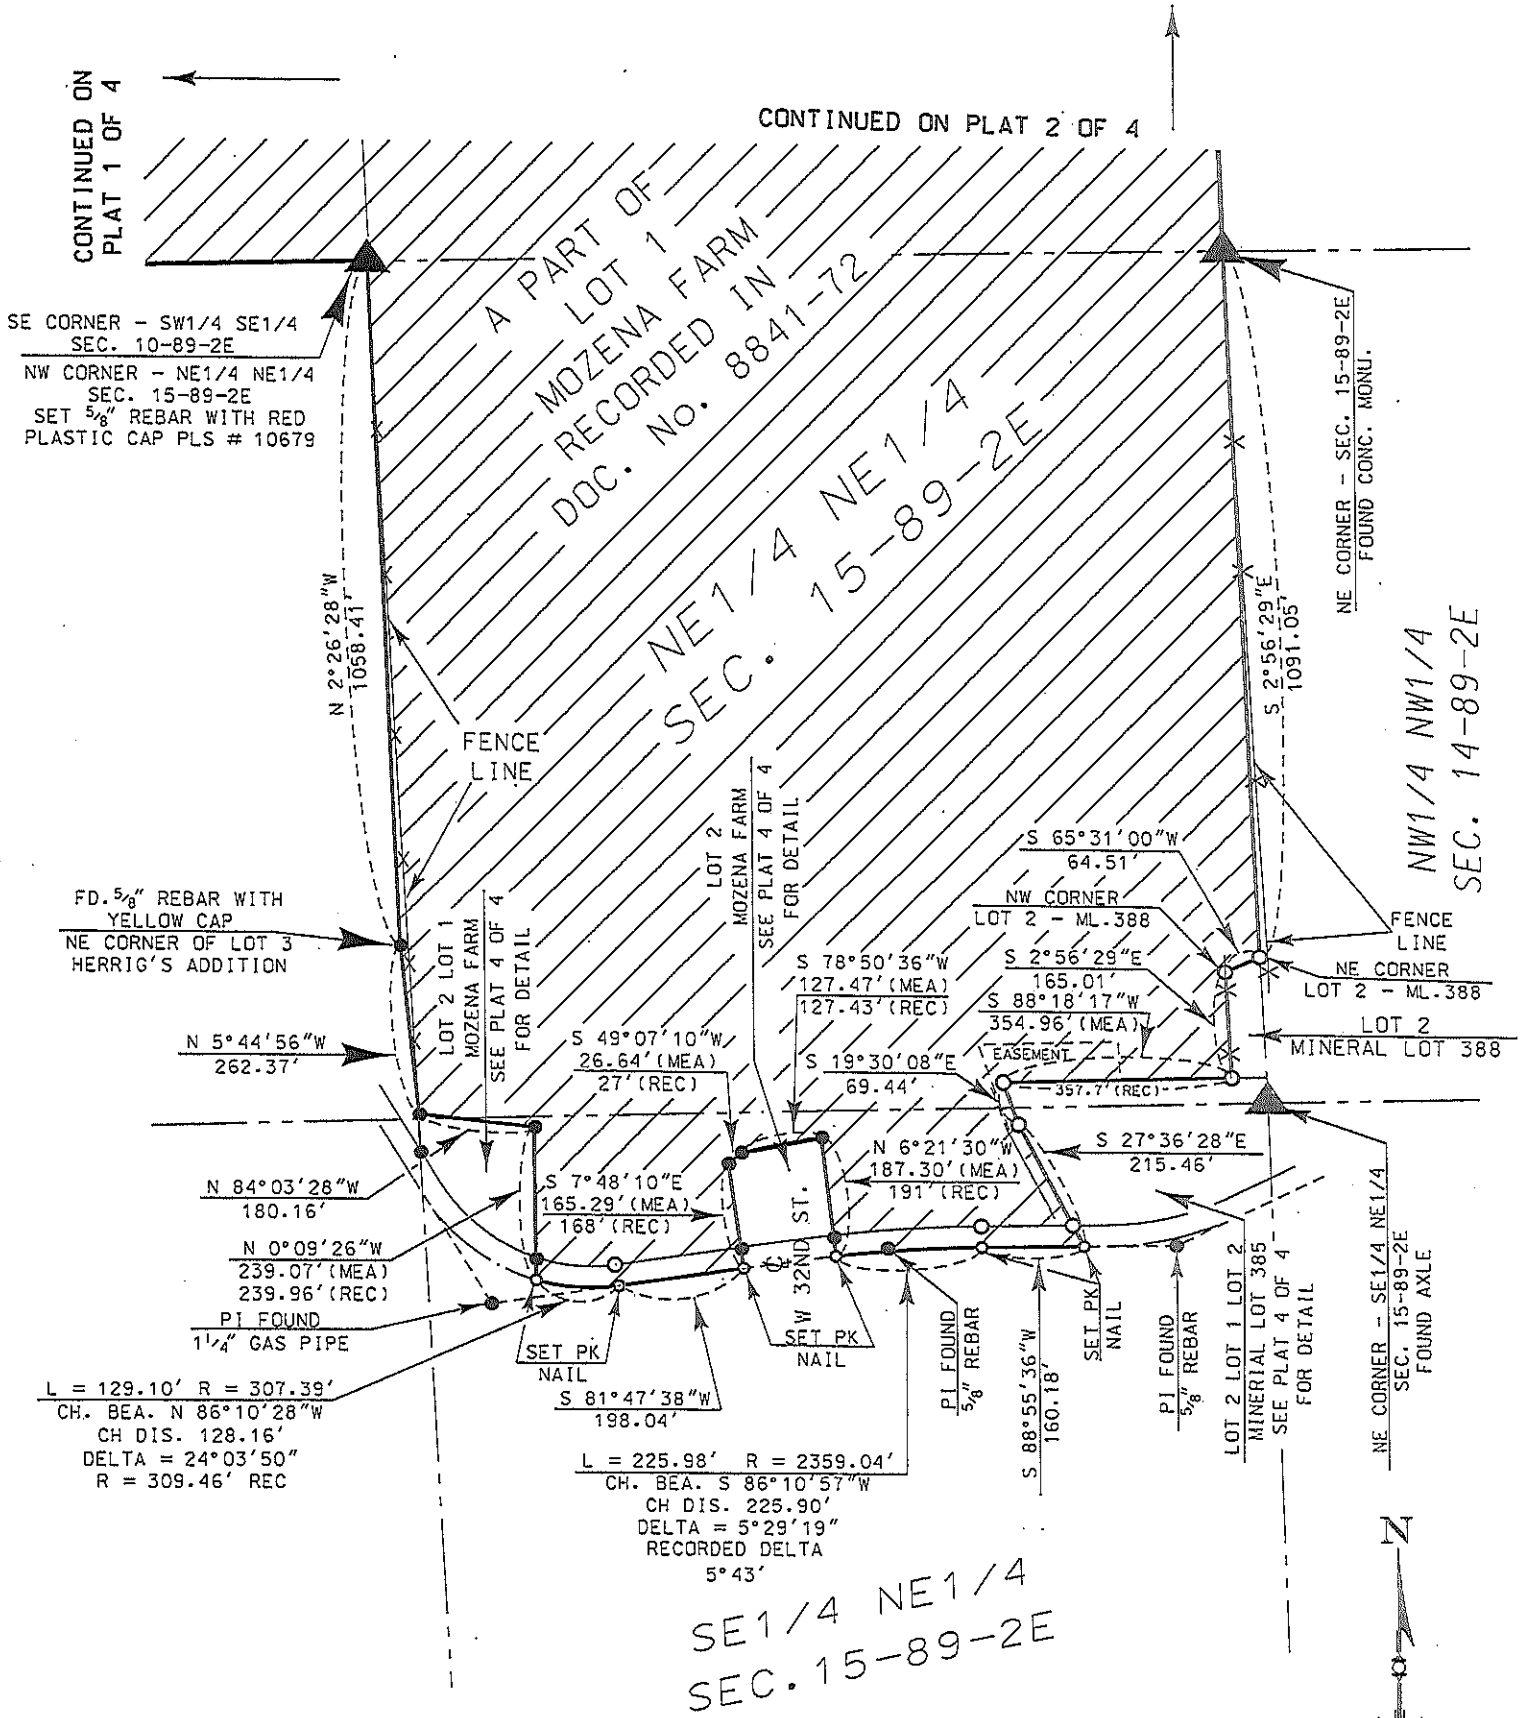 CONTINUED ON
PLAT 1 OF 4
CONTINUED ON PLAT 2 OF 4
A PART OF
LOT 1
MOZENA FARM
RECORDED IN
DOC. No. 8841-72
SE CORNER - SW1/4 SE1/4
SEC. 10-89-2E
NW CORNER - NE1/4 NE1/4
SEC. 15-89-2E
SET 5/8" REBAR WITH RED
PLASTIC CAP PLS # 10679
NE CORNER - SEC. 15-89-2E
FOUND CONC. MONU.
NE1/4 NE1/4
SEC. 15-89-2E
N 2°26'28"W
1058.41'
S 2°56'29"E
1091.05'
NW1/4 NW1/4
SEC. 14-89-2E
FENCE
LINE
LOT 2
MOZENA FARM
SEE PLAT 4 OF 4
FOR DETAIL
S 65°31'00"W
64.51'
FD. 5/8" REBAR WITH
YELLOW CAP
NE CORNER OF LOT 3
HERRIG'S ADDITION
LOT 2 LOT 1
MOZENA FARM
SEE PLAT 4 OF 4
FOR DETAIL
NW CORNER
LOT 2 - ML.388
FENCE
LINE
S 78°50'36"W
127.47'(MEA)
127.43'(REC)
S 2°56'29"E
165.01'
NE CORNER
LOT 2 - ML.388
S 88°18'17"W
354.96'(MEA)
LOT 2
MINERAL LOT 388
N 5°44'56"W
262.37'
S 49°07'10"W
26.64'(MEA)
27'(REC)
S 19°30'08"E
69.44'
EASEMENT
357.7'(REC)
N 84°03'28"W
180.16'
S 7°48'10"E
165.29'(MEA)
168'(REC)
N 6°21'30"W
187.30'(MEA)
191'(REC)
S 27°36'28"E
215.46'
N 0°09'26"W
239.07'(MEA)
239.96'(REC)
℄ W 32ND ST.
PI FOUND
1 1/4" GAS PIPE
SET PK
NAIL
SET PK
NAIL
PI FOUND
5/8" REBAR
S 88°55'36"W
160.18'
SET PK
NAIL
PI FOUND
5/8" REBAR
LOT 2 LOT 1 LOT 2
MINERIAL LOT 385
SEE PLAT 4 OF 4
FOR DETAIL
NE CORNER - SE1/4 NE1/4
SEC. 15-89-2E
FOUND AXLE
L = 129.10' R = 307.39'
CH. BEA. N 86°10'28"W
CH DIS. 128.16'
DELTA = 24°03'50"
R = 309.46' REC
S 81°47'38"W
198.04'
L = 225.98' R = 2359.04'
CH. BEA. S 86°10'57"W
CH DIS. 225.90'
DELTA = 5°29'19"
RECORDED DELTA
5°43'
SE1/4 NE1/4
SEC. 15-89-2E
N